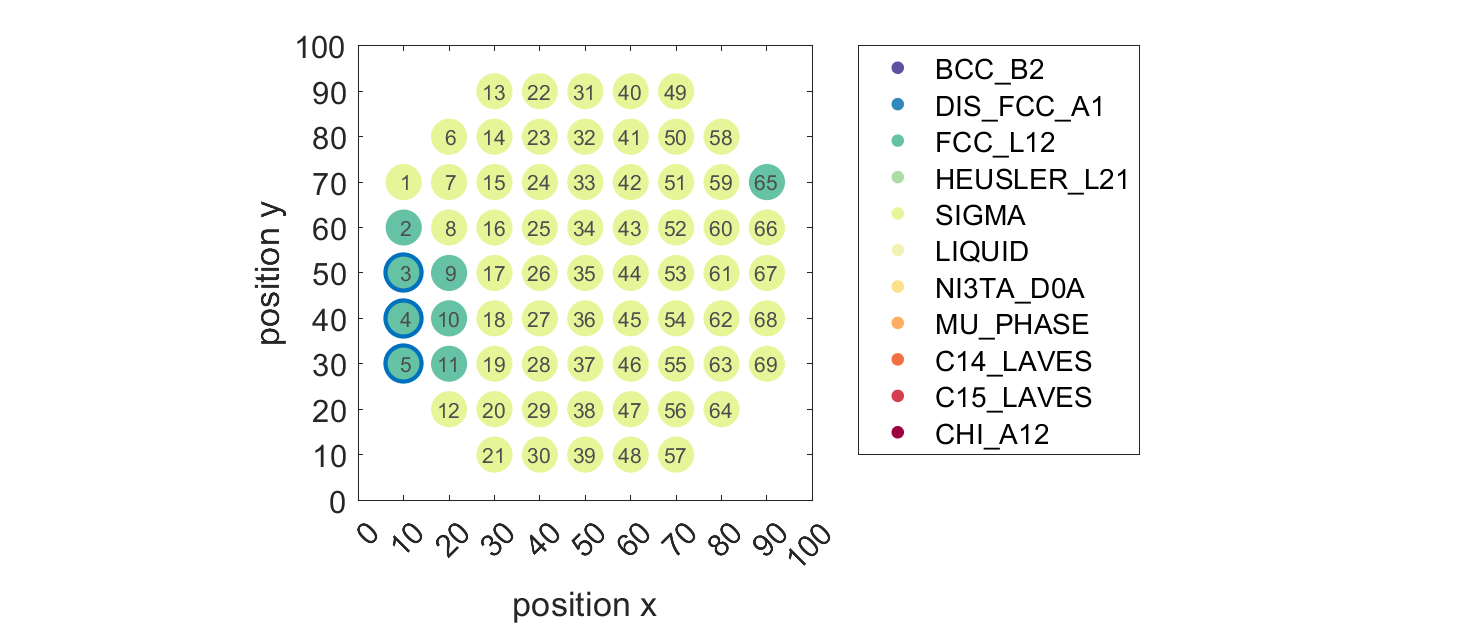 100
90
80
70
60
50
40
30
20
10
0
position y
13 22 31 40 49
6 14 23 32 41 50 58
1 7 15 24 33 42 51 59 65
2 8 16 25 34 43 52 60 66
3 9 17 26 35 44 53 61 67
4 10 18 27 36 45 54 62 68
5 11 19 28 37 46 55 63 69
12 20 29 38 47 56 64
21 30 39 48 57
0 10 20 30 40 50 60 70 80 90 100
position x
BCC_B2
DIS_FCC_A1
FCC_L12
HEUSLER_L21
SIGMA
LIQUID
NI3TA_D0A
MU_PHASE
C14_LAVES
C15_LAVES
CHI_A12